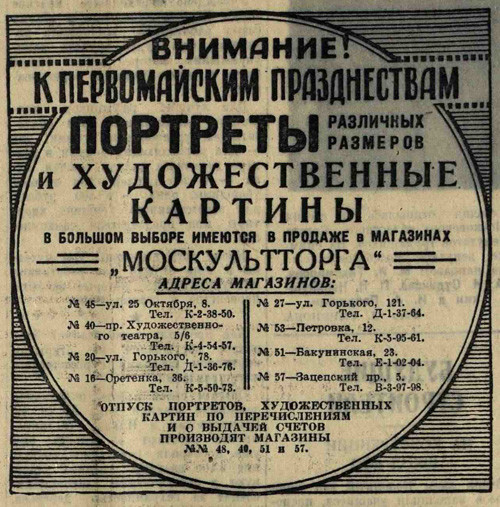 ВНИМАНИЕ!
К ПЕРВОМАЙСКИМ ПРАЗДНЕСТВАМ
ПОРТРЕТЫ РАЗЛИЧНЫХ
РАЗМЕРОВ
и ХУДОЖЕСТВЕННЫЕ
КАРТИНЫ
В БОЛЬШОМ ВЫБОРЕ ИМЕЮТСЯ В ПРОДАЖЕ в МАГАЗИНАХ
„МОСКУЛЬТТОРГА“
АДРЕСА МАГАЗИНОВ:
№ 48—ул. 25 Октября, 8.
Тел. К-2-38-50.
№ 40—пр. Художественно-
го театра, 5/6
Тел. К-4-54-57.
№ 20—ул. Горького, 78.
Тел. Д-1-36-76.
№ 16—Сретенка, 36.
Тел. К-5-50-73.
№ 27—ул. Горького, 121.
Тел. Д-1-37-64.
№ 53—Петровка, 12.
Тел. К-5-95-61.
№ 51—Бакунинская, 23.
Тел. Е-1-02-04.
№ 57—Зацепский пр., 5.
Тел. В-3-97-98.
ОТПУСК ПОРТРЕТОВ, ХУДОЖЕСТВЕННЫХ
КАРТИН ПО ПЕРЕЧИСЛЕНИЯМ
И С ВЫДАЧЕЙ СЧЕТОВ
ПРОИЗВОДЯТ МАГАЗИНЫ
№№ 48, 40, 51 и 57.